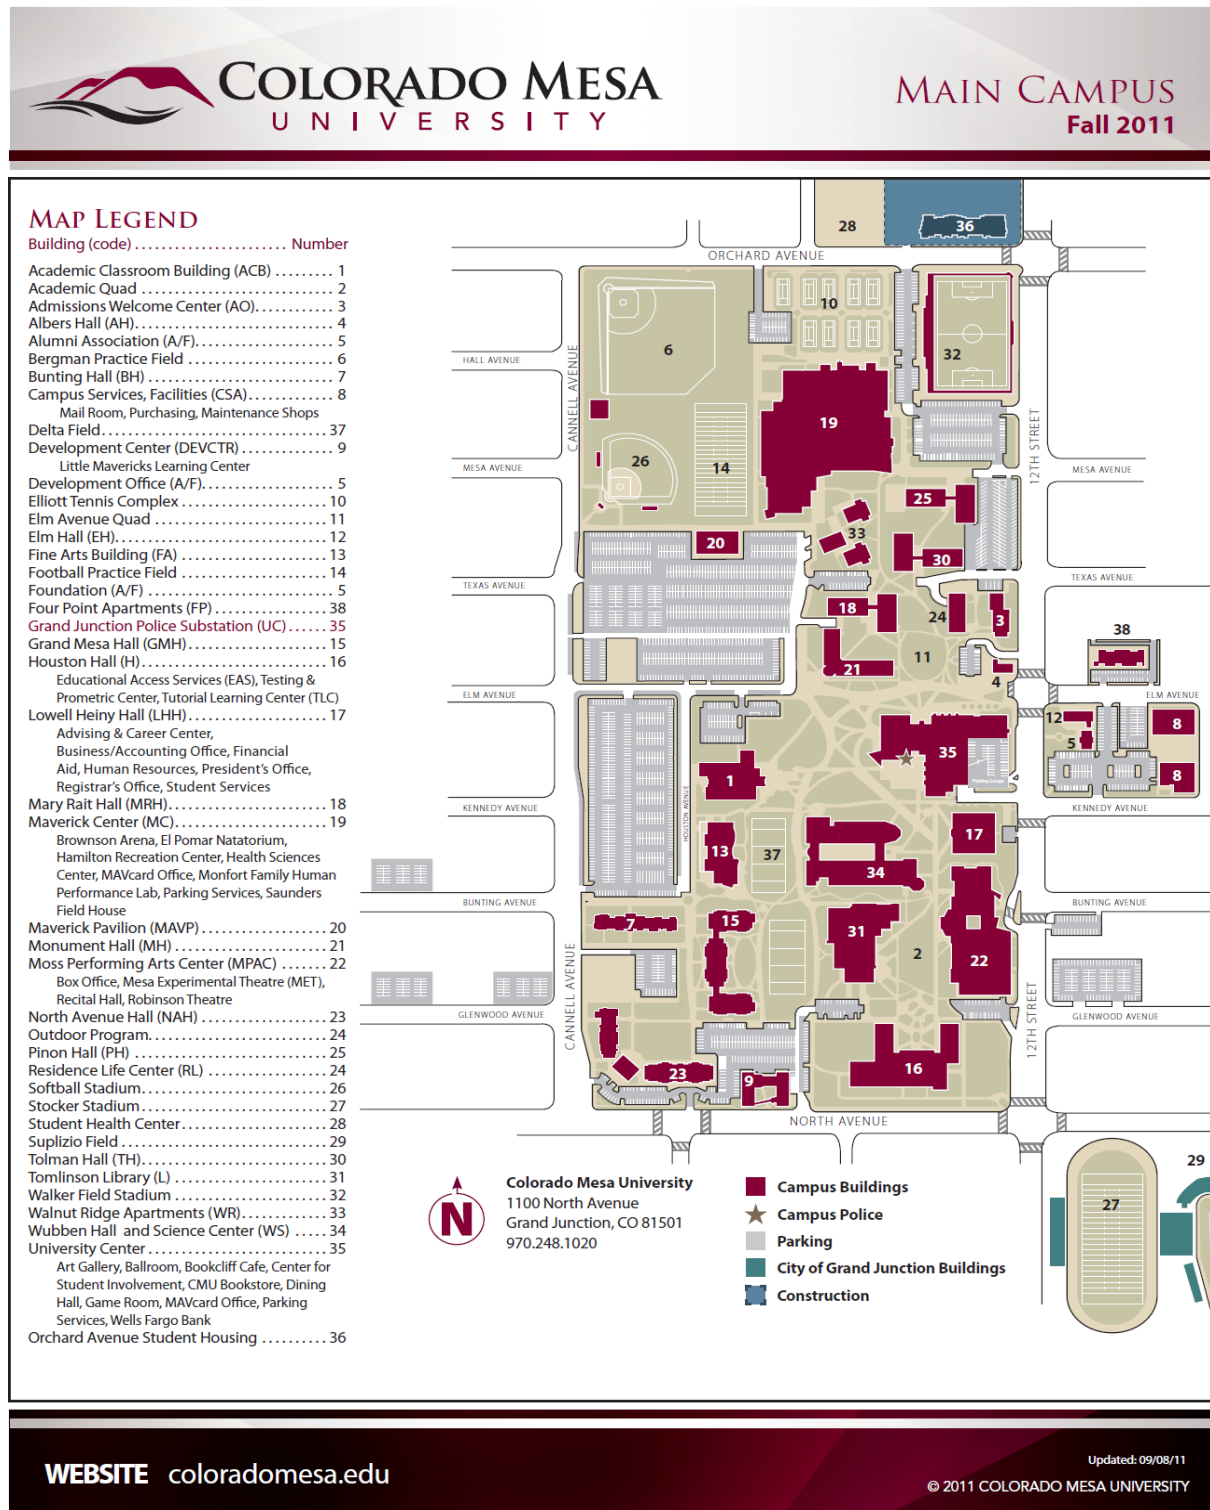 COLORADO MESA
UNIVERSITY
MAIN CAMPUS
Fall 2011
MAP LEGEND
Building (code) ....................... Number
Academic Classroom Building (ACB) ......... 1
Academic Quad ............................. 2
Admissions Welcome Center (AO)............ 3
Albers Hall (AH).............................. 4
Alumni Association (A/F)..................... 5
Bergman Practice Field ...................... 6
Bunting Hall (BH) ............................ 7
Campus Services, Facilities (CSA)............. 8
Mail Room, Purchasing, Maintenance Shops
Delta Field.................................. 37
Development Center (DEVCTR) .............. 9
Little Mavericks Learning Center
Development Office (A/F)..................... 5
Elliott Tennis Complex ...................... 10
Elm Avenue Quad .......................... 11
Elm Hall (EH)................................ 12
Fine Arts Building (FA) ...................... 13
Football Practice Field ...................... 14
Foundation (A/F) ............................ 5
Four Point Apartments (FP) ................. 38
Grand Junction Police Substation (UC) ...... 35
Grand Mesa Hall (GMH)..................... 15
Houston Hall (H)............................ 16
Educational Access Services (EAS), Testing &
Prometric Center, Tutorial Learning Center (TLC)
Lowell Heiny Hall (LHH) ..................... 17
Advising & Career Center,
Business/Accounting Office, Financial
Aid, Human Resources, President's Office,
Registrar's Office, Student Services
Mary Rait Hall (MRH)........................ 18
Maverick Center (MC)....................... 19
Brownson Arena, El Pomar Natatorium,
Hamilton Recreation Center, Health Sciences
Center, MAVcard Office, Monfort Family Human
Performance Lab, Parking Services, Saunders
Field House
Maverick Pavilion (MAVP) ................... 20
Monument Hall (MH) ....................... 21
Moss Performing Arts Center (MPAC) ....... 22
Box Office, Mesa Experimental Theatre (MET),
Recital Hall, Robinson Theatre
North Avenue Hall (NAH) ................... 23
Outdoor Program........................... 24
Pinon Hall (PH) ............................. 25
Residence Life Center (RL) .................. 24
Softball Stadium............................ 26
Stocker Stadium............................ 27
Student Health Center...................... 28
Suplizio Field ............................... 29
Tolman Hall (TH)............................ 30
Tomlinson Library (L) ....................... 31
Walker Field Stadium ....................... 32
Walnut Ridge Apartments (WR)............. 33
Wubben Hall and Science Center (WS) ..... 34
University Center ........................... 35
Art Gallery, Ballroom, Bookcliff Cafe, Center for
Student Involvement, CMU Bookstore, Dining
Hall, Game Room, MAVcard Office, Parking
Services, Wells Fargo Bank
Orchard Avenue Student Housing .......... 36
28
36
ORCHARD AVENUE
10
6
32
HALL AVENUE
CANNELL AVENUE
19
12TH STREET
26
14
MESA AVENUE
MESA AVENUE
25
33
20
30
TEXAS AVENUE
TEXAS AVENUE
18
24
3
38
11
21
4
ELM AVENUE
ELM AVENUE
12
8
5
35
Parking Garage
1
8
HOUSTON AVENUE
KENNEDY AVENUE
KENNEDY AVENUE
17
13
37
34
BUNTING AVENUE
BUNTING AVENUE
7
15
31
2
22
CANNELL AVENUE
12TH STREET
GLENWOOD AVENUE
GLENWOOD AVENUE
16
23
9
NORTH AVENUE
29
27
N
Colorado Mesa University
1100 North Avenue
Grand Junction, CO 81501
970.248.1020
Campus Buildings
Campus Police
Parking
City of Grand Junction Buildings
Construction
WEBSITE coloradomesa.edu
Updated: 09/08/11
© 2011 COLORADO MESA UNIVERSITY